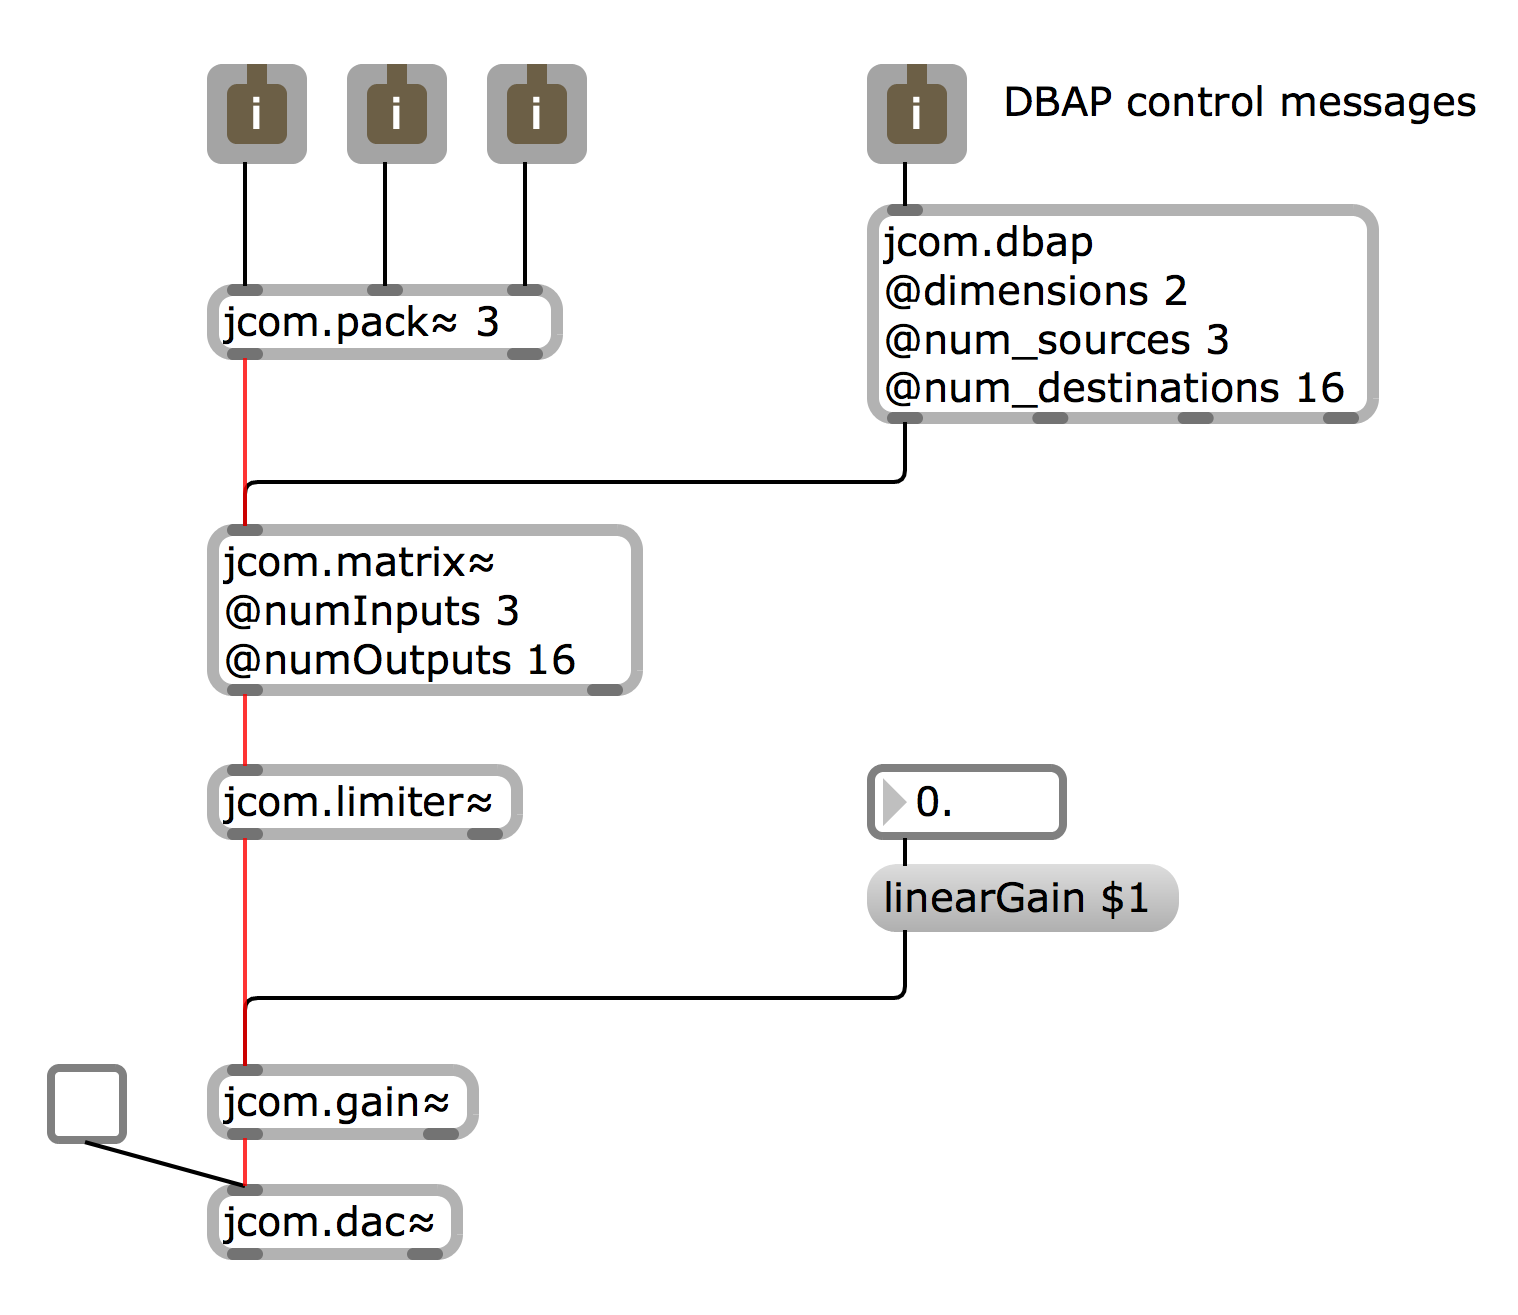 i i i i DBAP control messages
jcom.dbap
@dimensions 2
@num_sources 3
@num_destinations 16
jcom.pack≈ 3
jcom.matrix≈
@numInputs 3
@numOutputs 16
jcom.limiter≈
0.
linearGain $1
jcom.gain≈
jcom.dac≈